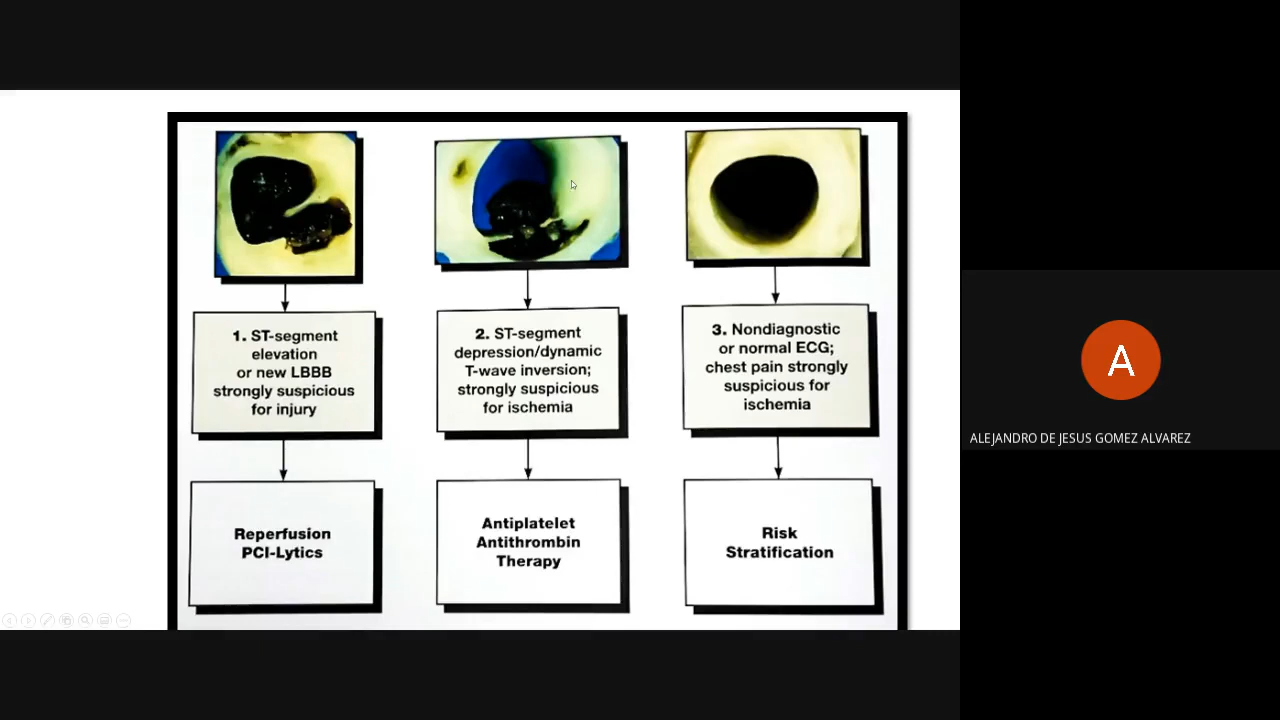 1. ST-segment
elevation
or new LBBB
strongly suspicious
for injury
2. ST-segment
depression/dynamic
T-wave inversion;
strongly suspicious
for ischemia
3. Nondiagnostic
or normal ECG;
chest pain strongly
suspicious for
ischemia
Reperfusion
PCI-Lytics
Antiplatelet
Antithrombin
Therapy
Risk
Stratification
A
ALEJANDRO DE JESUS GOMEZ ALVAREZ